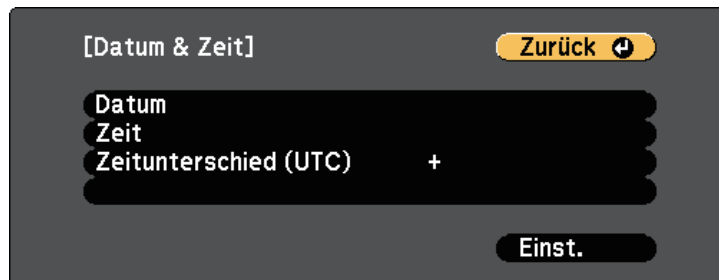 [Datum & Zeit] Zurück
Datum
Zeit
Zeitunterschied (UTC) +
Einst.